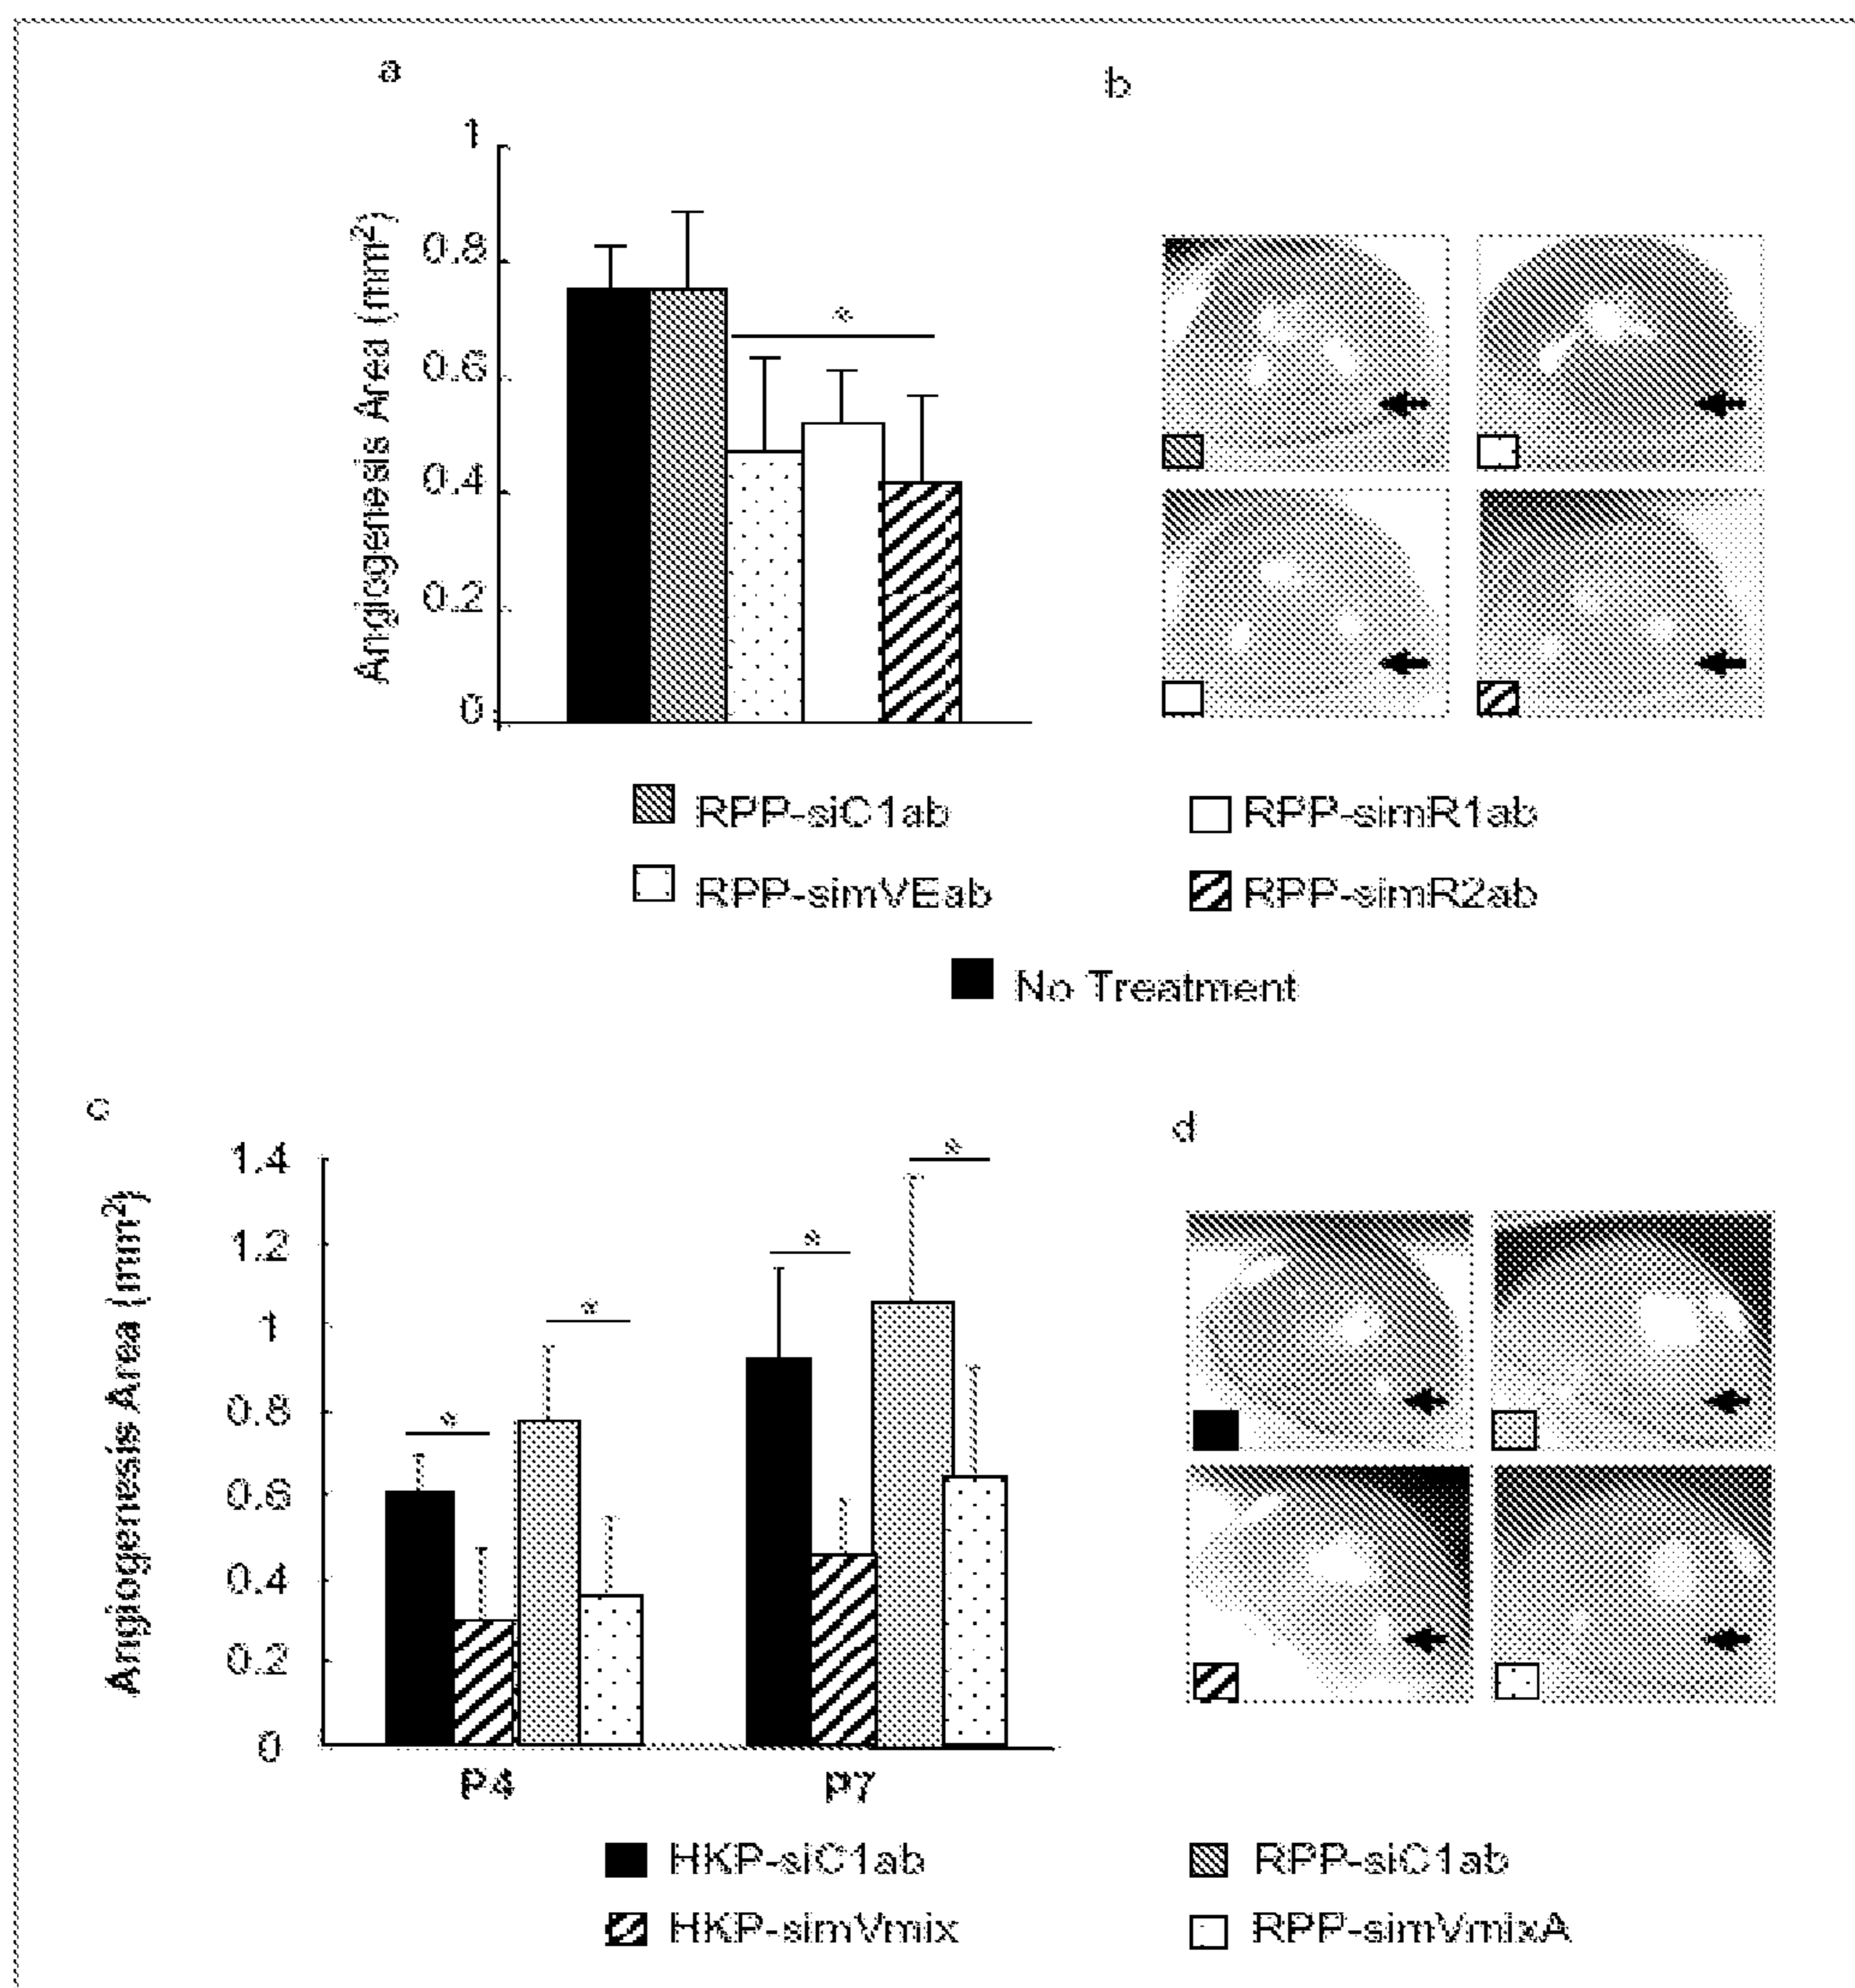 a
b
1
0.8
0.6
0.4
0.2
0
Angiogenesis Area (mm²)
*
RPP-siC1ab
RPP-simR1ab
RPP-simVEab
RPP-simR2ab
No Treatment
c
d
1.4
1.2
1
0.8
0.6
0.4
0.2
0
Angiogenesis Area (mm²)
*
*
*
*
P4
P7
HKP-siC1ab
RPP-siC1ab
HKP-simVmix
RPP-simVmixA